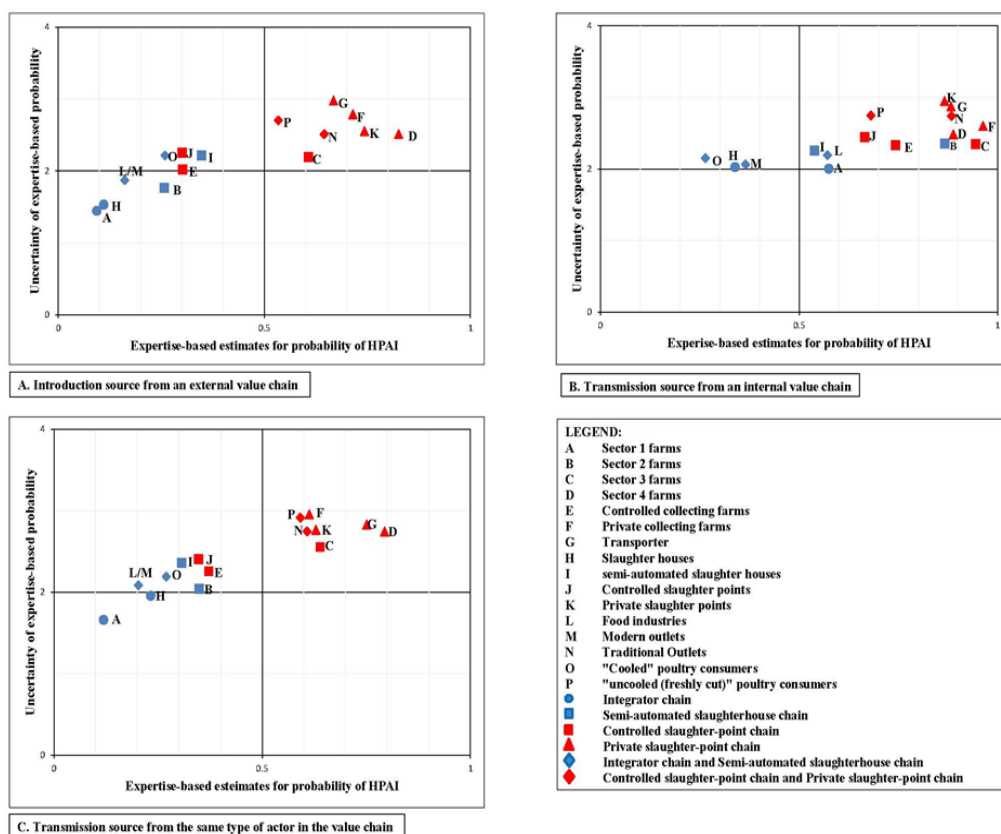 4
Uncertainty of expertise-based probability
G
F
P
K
N
D
O
J
I
C
L/M
E
B
H
A
2
0
0
0.5
1
Expertise-based estimates for probability of HPAI
A. Introduction source from an external value chain
4
Uncertainty of expertise-based probability
K
G
P
N
F
J
D
I
L
E
B
C
O
H
M
A
2
0
0
0.5
1
Experise-based estimates for probability of HPAI
B. Transmission source from an internal value chain
4
Uncertainty of expertise-based probability
P
F
N
K
G
D
C
I
J
L/M
O
E
H
B
A
2
0
0
0.5
1
Expertise-based esteimates for probability of HPAI
C. Transmission source from the same type of actor in the value chain
LEGEND:
A Sector 1 farms
B Sector 2 farms
C Sector 3 farms
D Sector 4 farms
E Controlled collecting farms
F Private collecting farms
G Transporter
H Slaughter houses
I semi-automated slaughter houses
J Controlled slaughter points
K Private slaughter points
L Food industries
M Modern outlets
N Traditional Outlets
O "Cooled" poultry consumers
P "uncooled (freshly cut)" poultry consumers
Integrator chain
Semi-automated slaughterhouse chain
Controlled slaughter-point chain
Private slaughter-point chain
Integrator chain and Semi-automated slaughterhouse chain
Controlled slaughter-point chain and Private slaughter-point chain